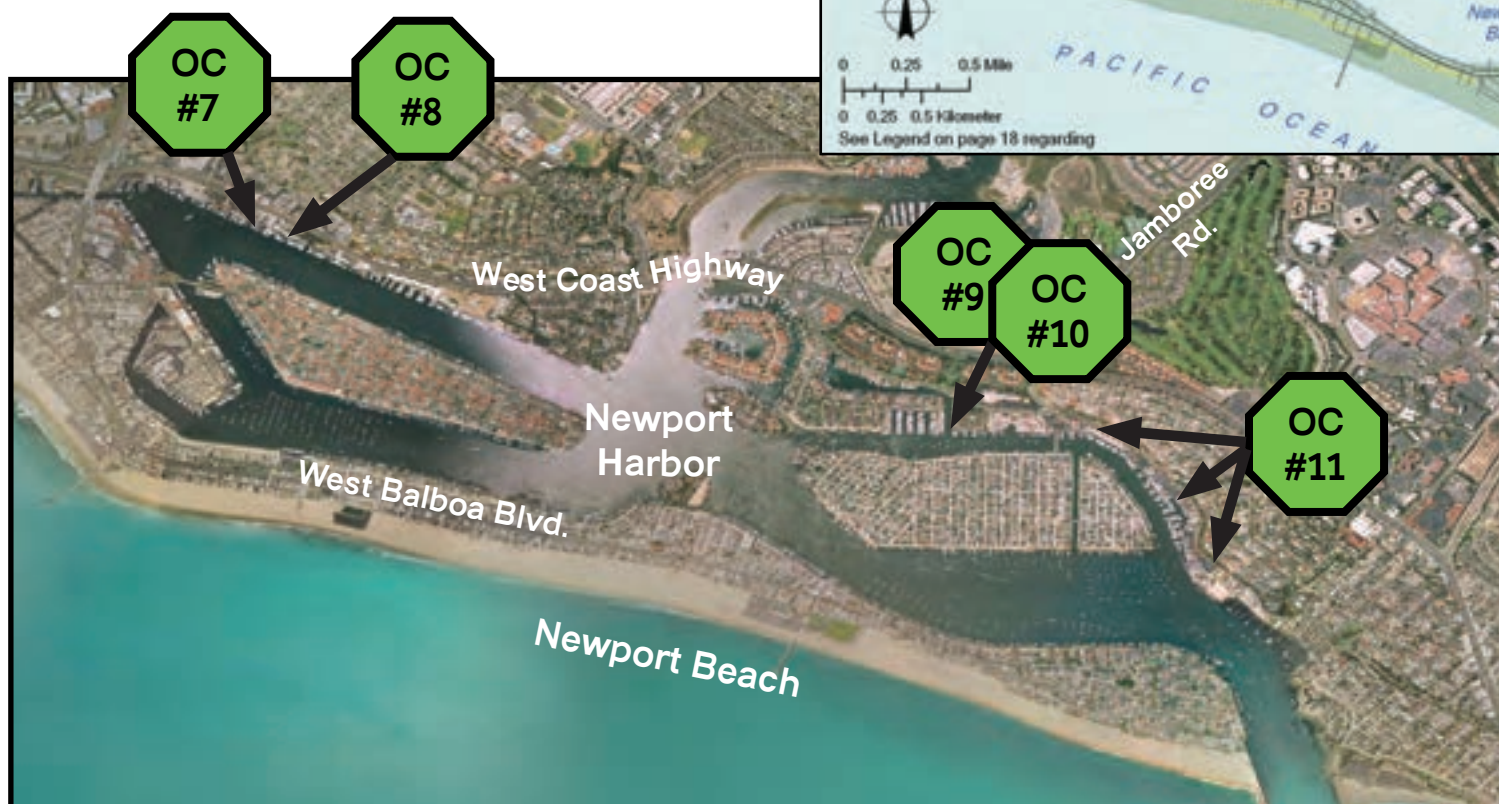 OC
#7
OC
#8
PACIFIC OCEAN
0 0.25 0.5 Mile
0 0.25 0.5 Kilometer
See Legend on page 18 regarding
Jamboree
Rd.
West Coast Highway
OC
#9
OC
#10
OC
#11
Newport
Harbor
West Balboa Blvd.
Newport Beach